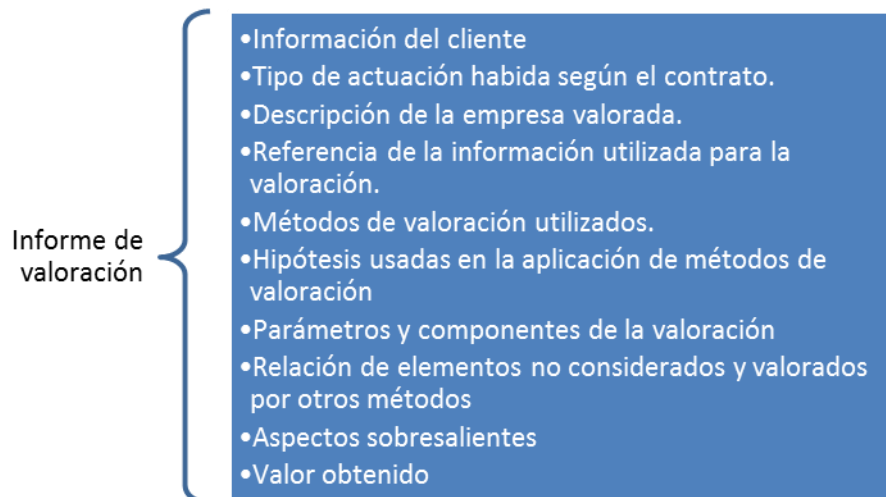 Informe de
valoración
•Información del cliente
•Tipo de actuación habida según el contrato.
•Descripción de la empresa valorada.
•Referencia de la información utilizada para la
valoración.
•Métodos de valoración utilizados.
•Hipótesis usadas en la aplicación de métodos de
valoración
•Parámetros y componentes de la valoración
•Relación de elementos no considerados y valorados
por otros métodos
•Aspectos sobresalientes
•Valor obtenido